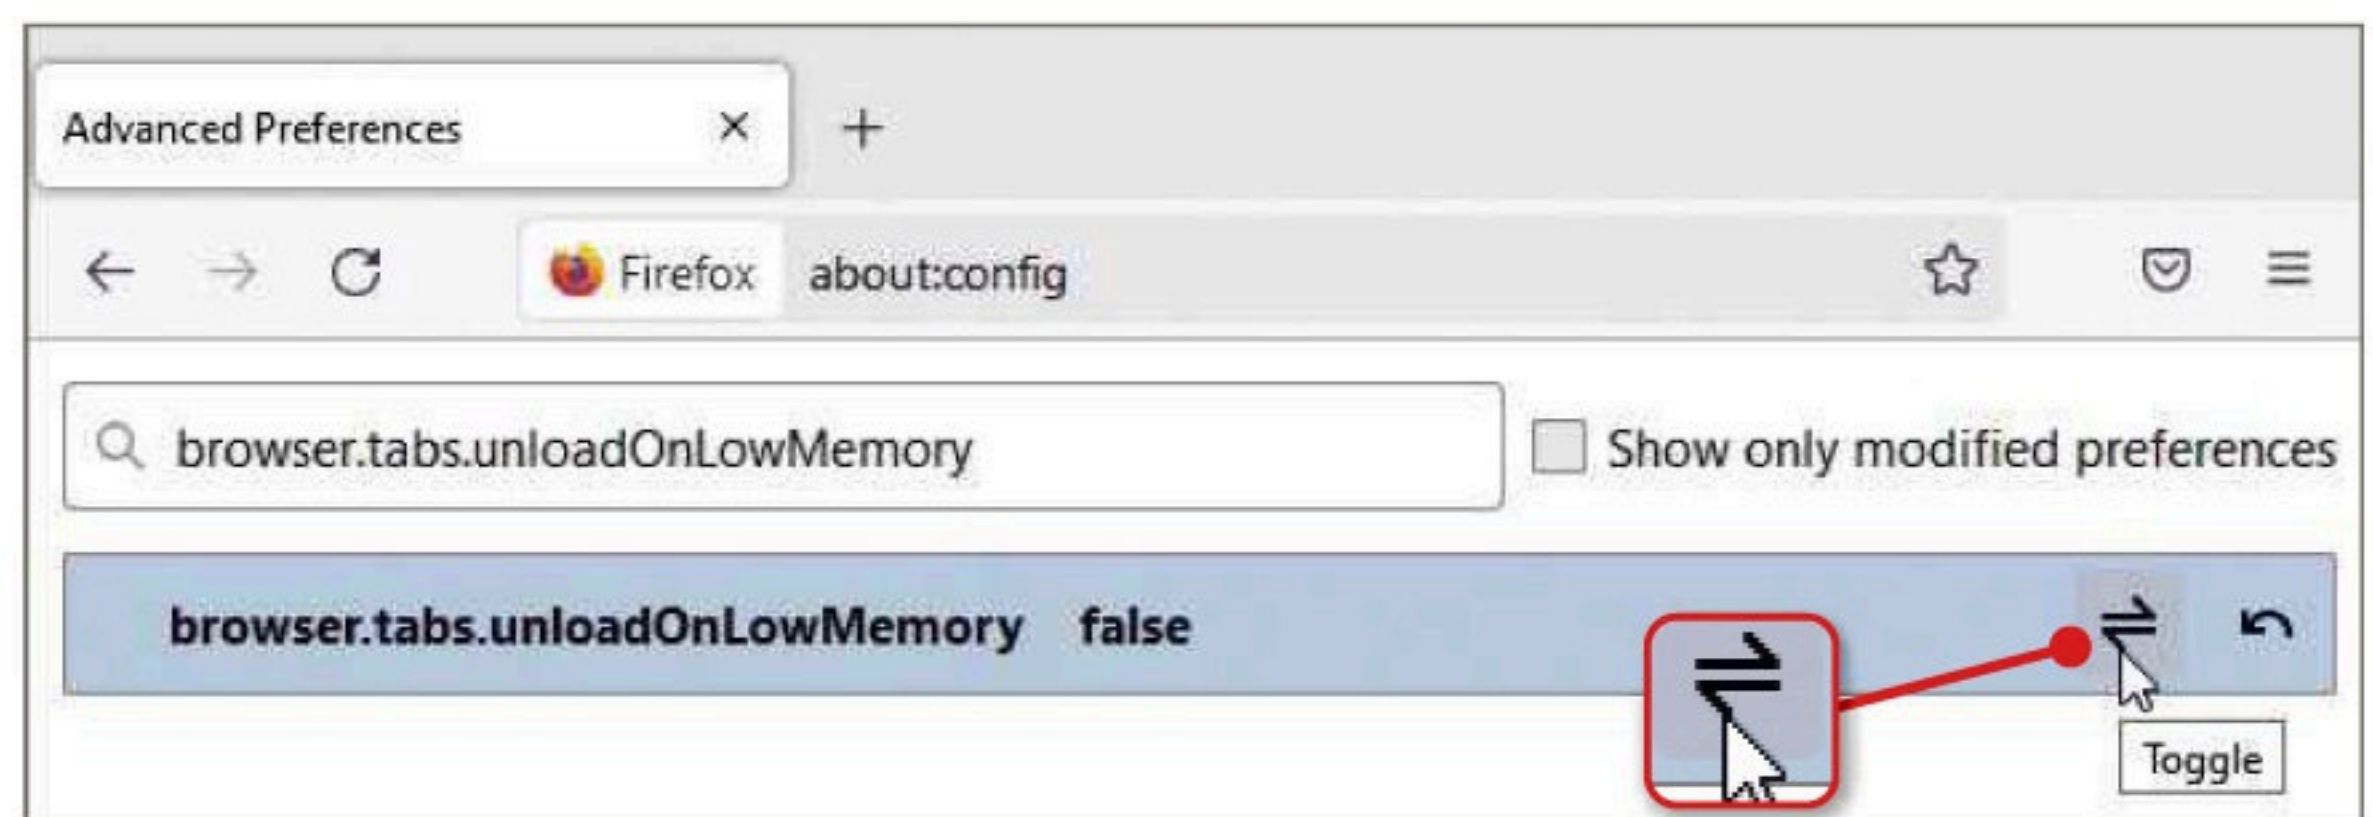 Advanced Preferences
Firefox about:config
browser.tabs.unloadOnLowMemory
Show only modified preferences
browser.tabs.unloadOnLowMemory false
Toggle